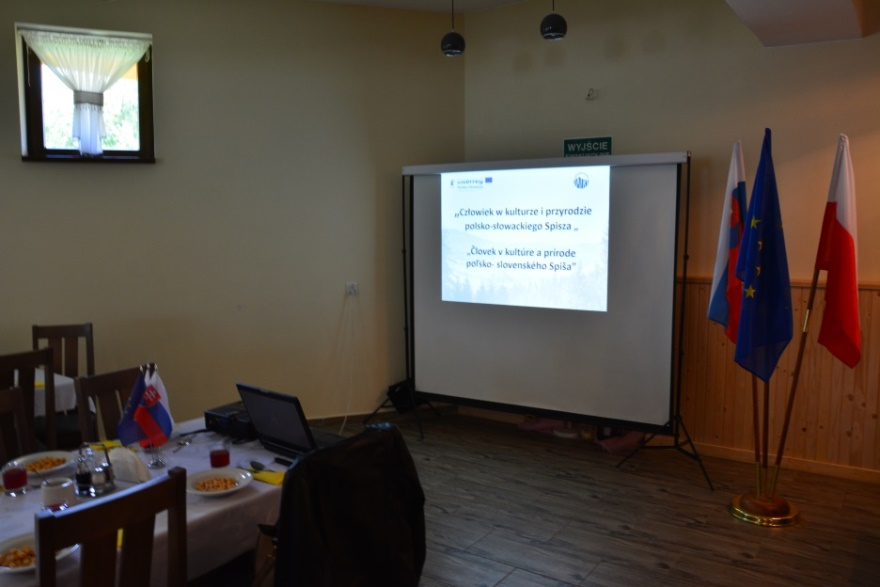 WYJŚCIE
„Człowiek w kulturze i przyrodzie
polsko-słowackiego Spisza „
„Človek v kultúre a prírode
poľsko- slovenského Spiša"